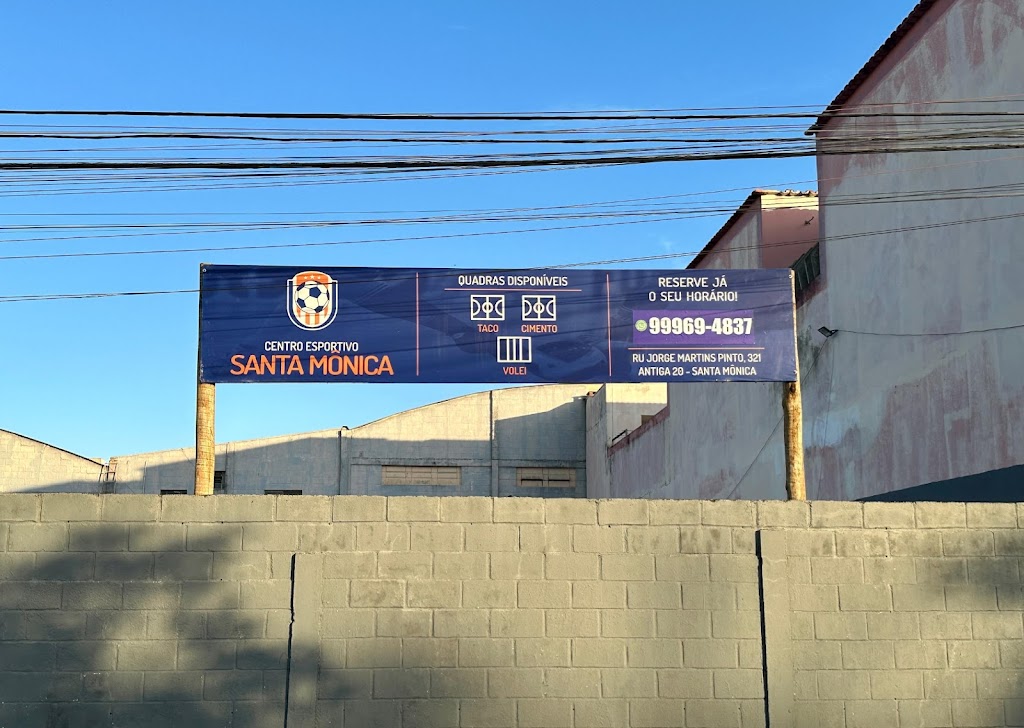 CENTRO ESPORTIVO
SANTA MÔNICA
QUADRAS DISPONÍVEIS
TACO CIMENTO
VOLEI
RESERVE JÁ
O SEU HORÁRIO!
99969-4837
RU JORGE MARTINS PINTO, 321
ANTIGA 20 - SANTA MÔNICA